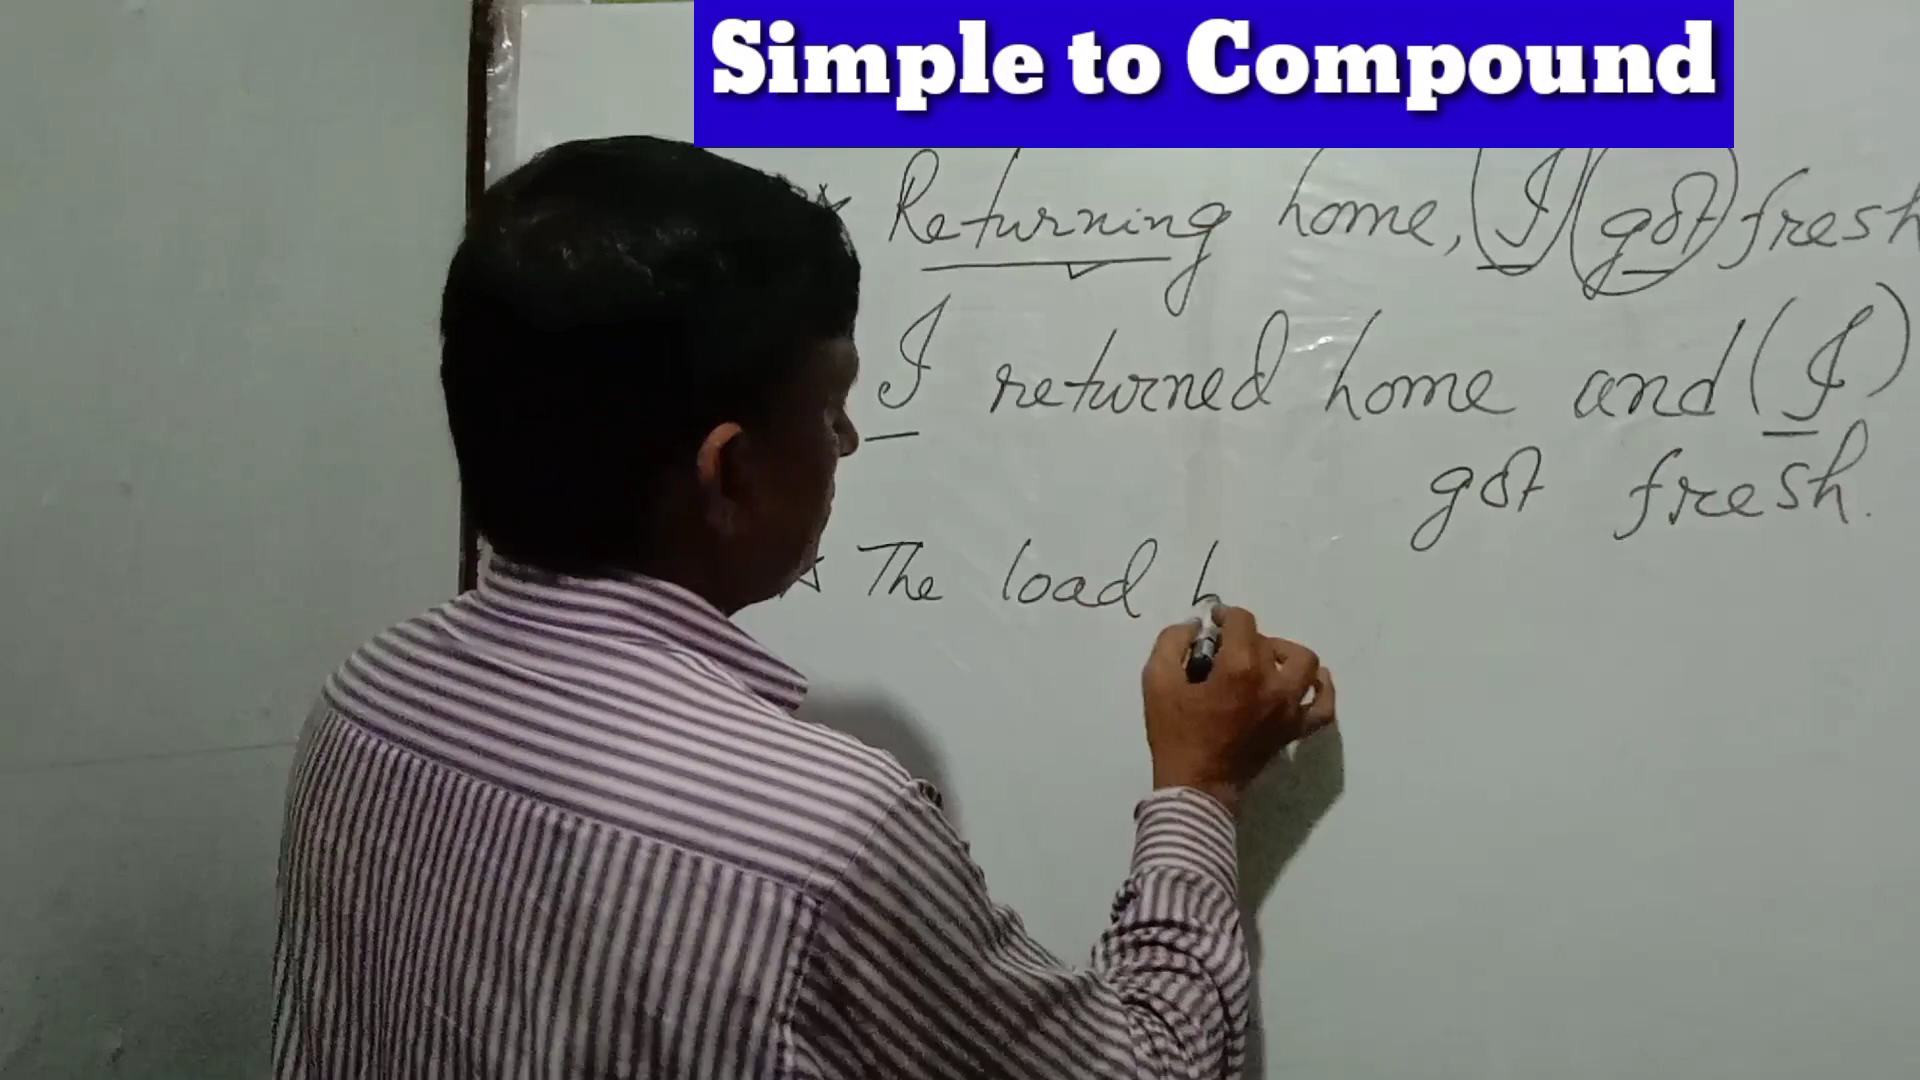 Simple to Compound
Returning home, (I) (got) fresh
I returned home and (I)
got fresh.
The load